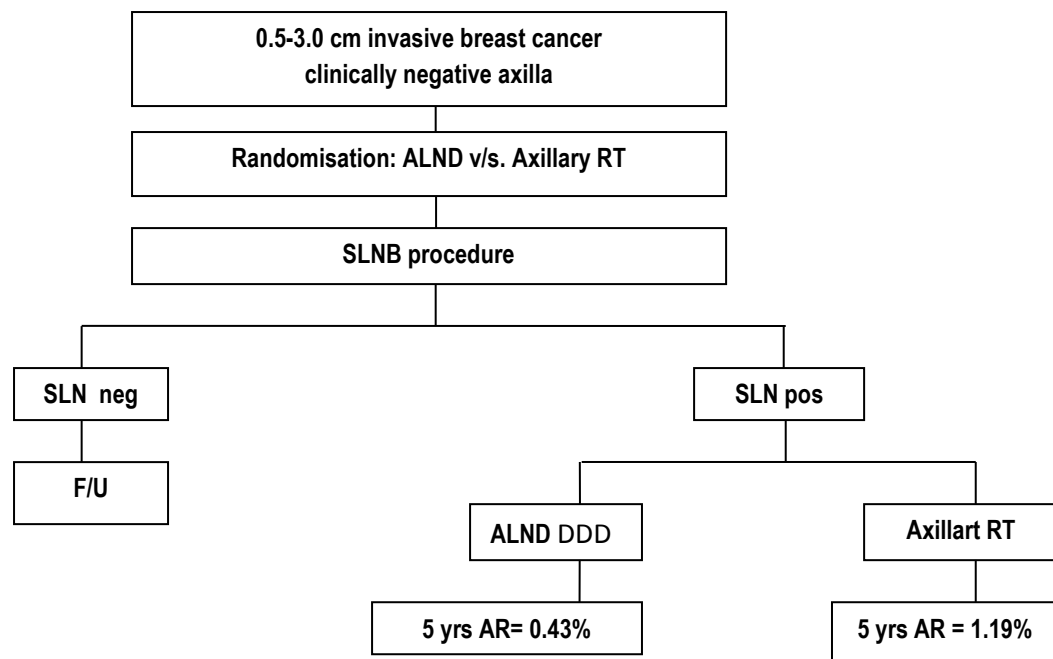 0.5-3.0 cm invasive breast cancer
clinically negative axilla
Randomisation: ALND v/s. Axillary RT
SLNB procedure
SLN neg
SLN pos
F/U
ALND DDD
Axillart RT
5 yrs AR= 0.43%
5 yrs AR = 1.19%